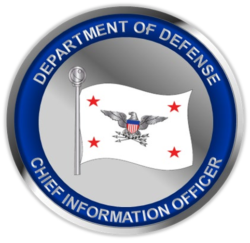 DEPARTMENT OF DEFENSE
CHIEF INFORMATION OFFICER